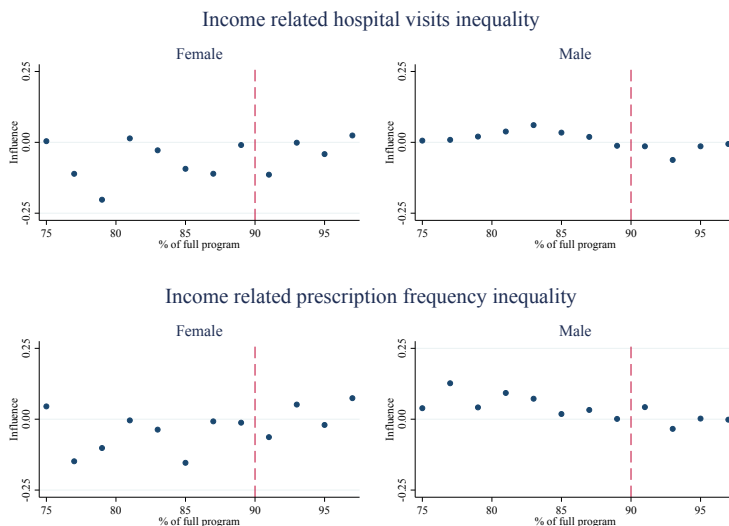 Income related hospital visits inequality
Female
Male
Influence
0.25
0.00
-0.25
75 80 85 90 95
% of full program
Influence
0.25
0.00
-0.25
75 80 85 90 95
% of full program
Income related prescription frequency inequality
Female
Male
Influence
0.25
0.00
-0.25
75 80 85 90 95
% of full program
Influence
0.25
0.00
-0.25
75 80 85 90 95
% of full program